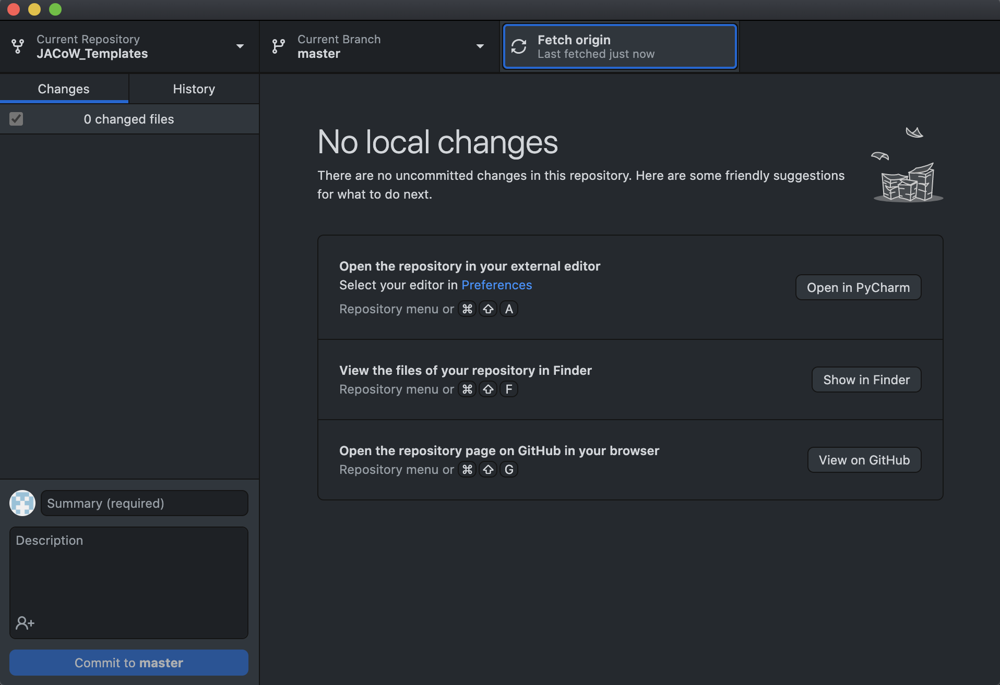 Current Repository
JACoW_Templates
Current Branch
master
Fetch origin
Last fetched just now
Changes
History
0 changed files
No local changes
There are no uncommitted changes in this repository. Here are some friendly suggestions
for what to do next.
Open the repository in your external editor
Select your editor in Preferences
Repository menu or ⌘ ⇧ A
Open in PyCharm
View the files of your repository in Finder
Repository menu or ⌘ ⇧ F
Show in Finder
Open the repository page on GitHub in your browser
Repository menu or ⌘ ⇧ G
View on GitHub
Summary (required)
Description
Commit to master